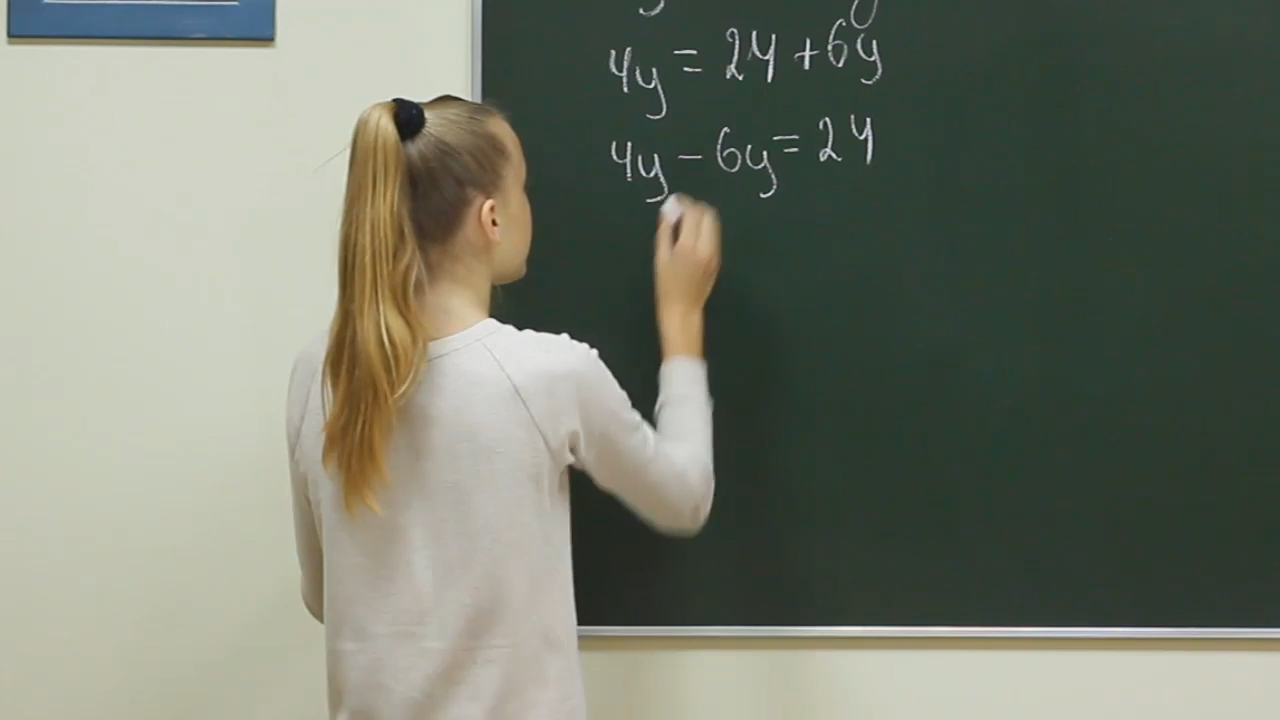 4y = 24 + 6y
4y - 6y = 24